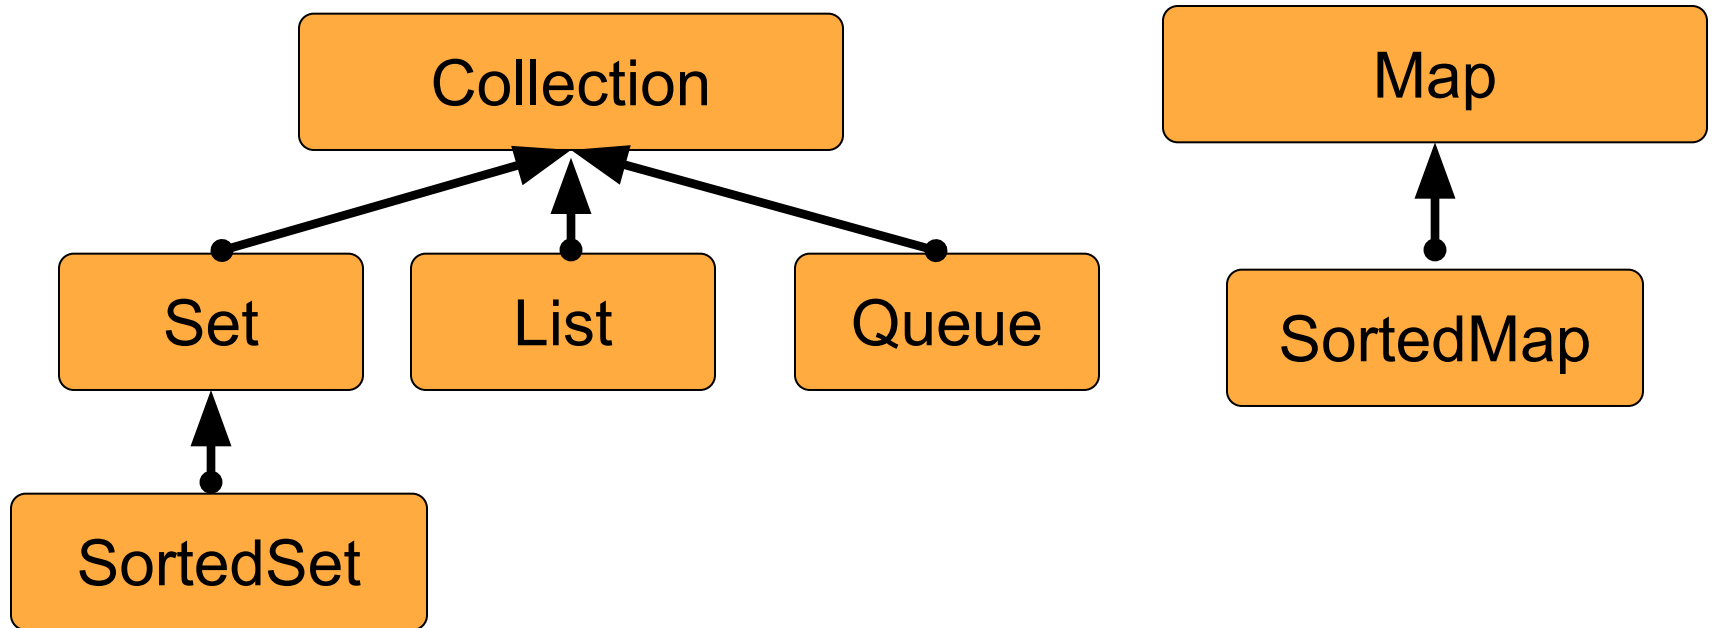 Collection
Map
Set
List
Queue
SortedMap
SortedSet